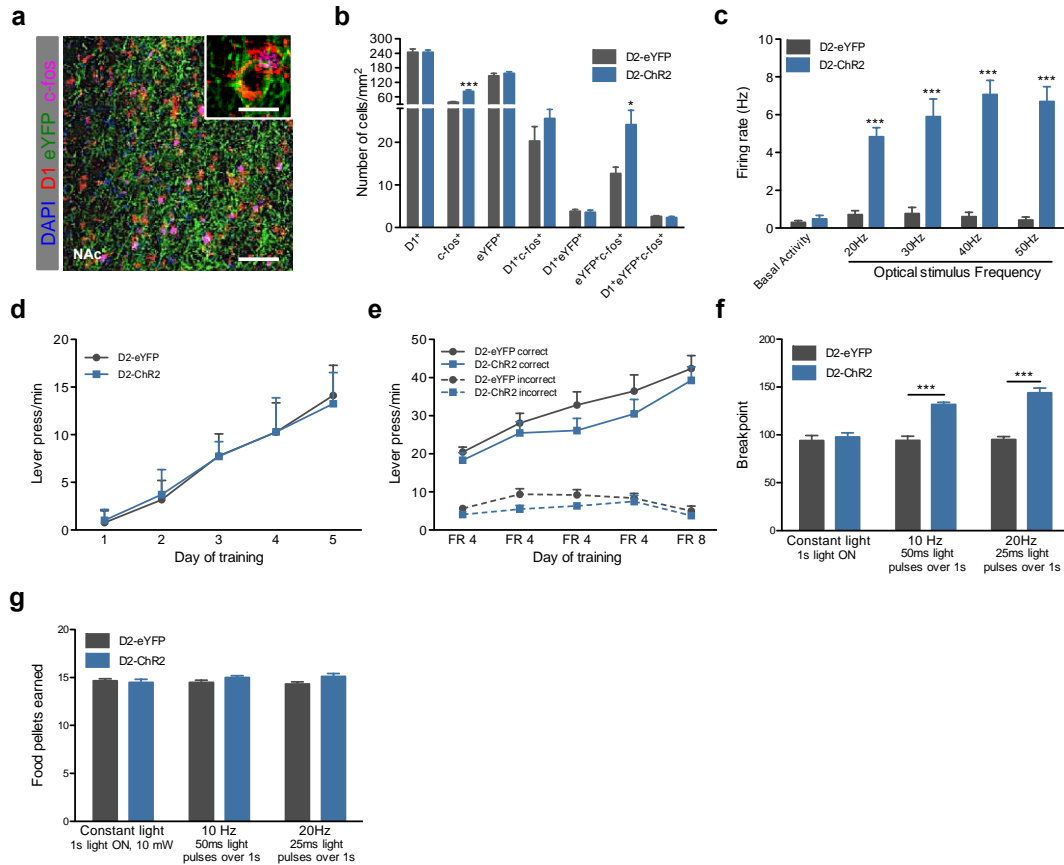 a
DAPI D1 eYFP c-fos
NAc
b
Number of cells/mm²
240
180
120
60
20
10
0
D2-eYFP
D2-ChR2
***
*
D1⁺
c-fos⁺
eYFP⁺
D1⁺c-fos⁺
D1⁺eYFP⁺
eYFP⁺c-fos⁺
D1⁺eYFP⁺c-fos⁺
c
Firing rate (Hz)
10
8
6
4
2
0
D2-eYFP
D2-ChR2
***
***
***
***
Basal Activity
20Hz
30Hz
40Hz
50Hz
Optical stimulus Frequency
d
Lever press/min
20
15
10
5
0
D2-eYFP
D2-ChR2
1 2 3 4 5
Day of training
e
Lever press/min
50
40
30
20
10
0
D2-eYFP correct
D2-ChR2 correct
D2-eYFP incorrect
D2-ChR2 incorrect
FR 4 FR 4 FR 4 FR 4 FR 8
Day of training
f
Breakpoint
200
150
100
50
0
D2-eYFP
D2-ChR2
***
***
Constant light
1s light ON
10 Hz
50ms light
pulses over 1s
20Hz
25ms light
pulses over 1s
g
Food pellets earned
20
15
10
5
0
D2-eYFP
D2-ChR2
Constant light
1s light ON, 10 mW
10 Hz
50ms light
pulses over 1s
20Hz
25ms light
pulses over 1s